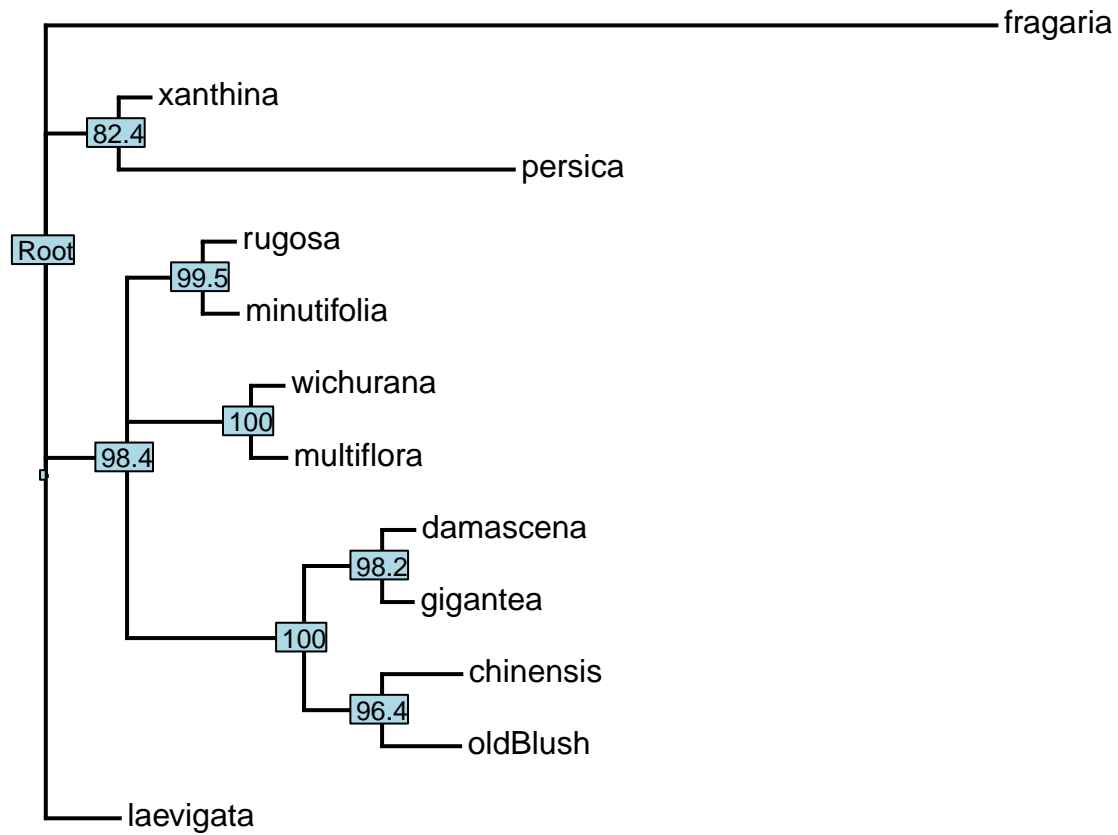 fragaria
xanthina
82.4
persica
rugosa
Root
99.5
minutifolia
wichurana
100
multiflora
98.4
damascena
98.2
gigantea
100
chinensis
96.4
oldBlush
laevigata